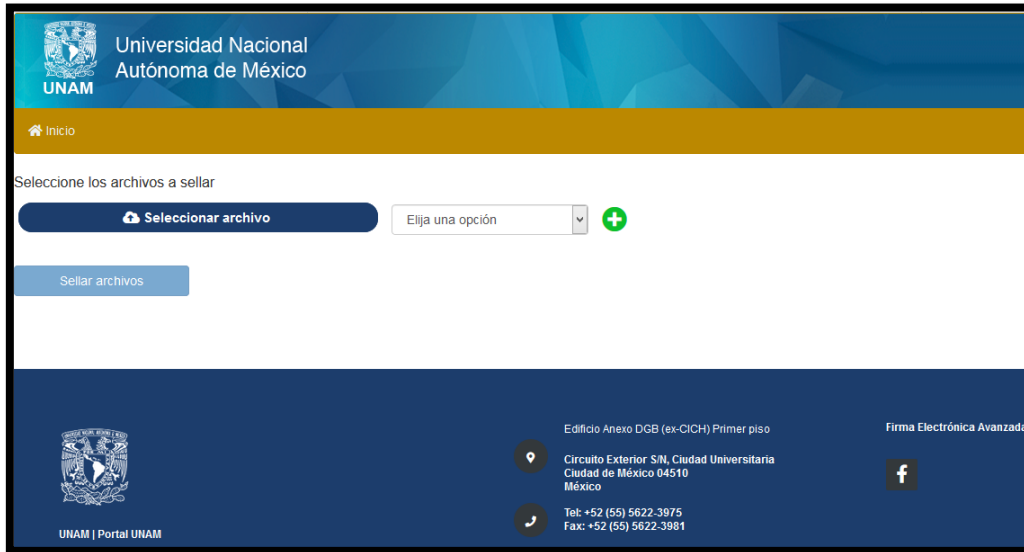 Universidad Nacional
Autónoma de México
UNAM
Inicio
Seleccione los archivos a sellar
Seleccionar archivo
Elija una opción
Sellar archivos
Edificio Anexo DGB (ex-CICH) Primer piso
Circuito Exterior S/N, Ciudad Universitaria
Ciudad de México 04510
México
Tel: +52 (55) 5622-3975
Fax: +52 (55) 5622-3981
Firma Electrónica Avanzada
UNAM | Portal UNAM